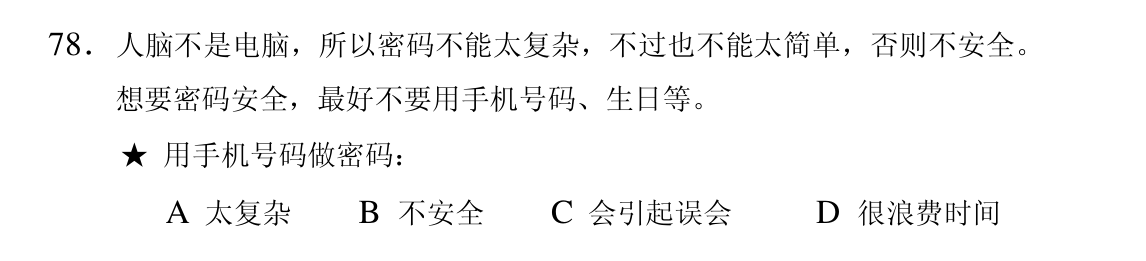 78．人脑不是电脑，所以密码不能太复杂，不过也不能太简单，否则不安全。
想要密码安全，最好不要用手机号码、生日等。
★ 用手机号码做密码：
A 太复杂 B 不安全 C 会引起误会 D 很浪费时间